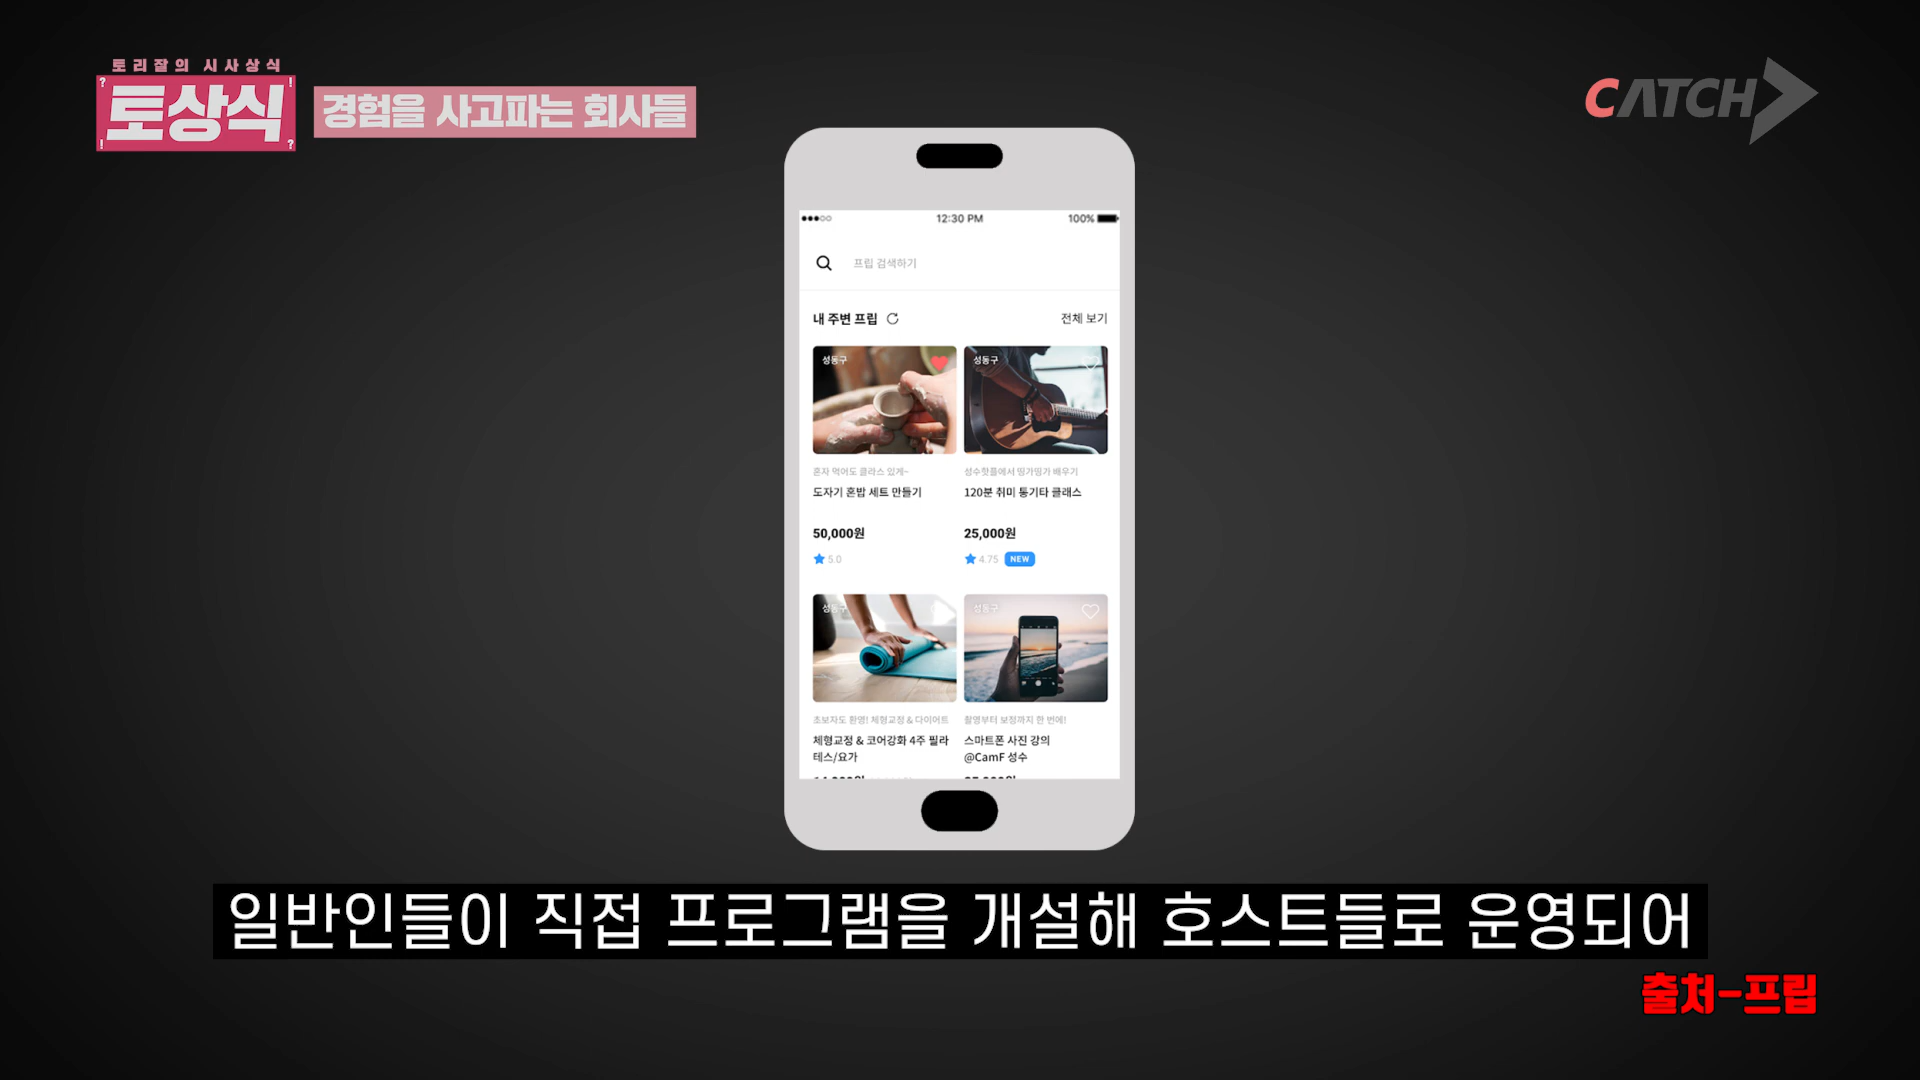 토리잘의 시사상식
토상식
경험을 사고파는 회사들
CATCH
12:30 PM
100%
프립 검색하기
내 주변 프립
전체 보기
성동구
성동구
혼자 먹어도 클라스 있게~
성수핫플에서 띵가띵가 배우기
도자기 혼밥 세트 만들기
120분 취미 통기타 클래스
50,000원
25,000원
5.0
4.75 NEW
성동구
성동구
초보자도 환영! 체형교정 & 다이어트
촬영부터 보정까지 한 번에!
체형교정 & 코어강화 4주 필라
테스/요가
스마트폰 사진 강의
@CamF 성수
일반인들이 직접 프로그램을 개설해 호스트들로 운영되어
출처-프립